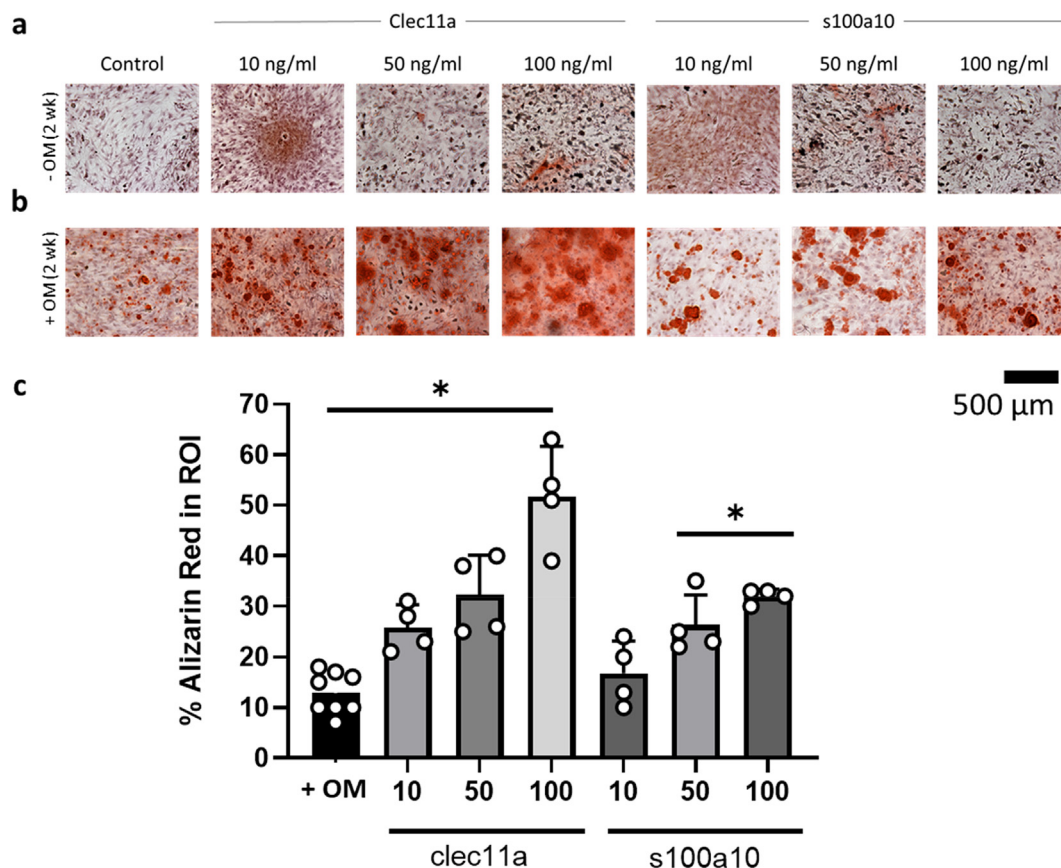 a
Clec11a
s100a10
Control
10 ng/ml
50 ng/ml
100 ng/ml
10 ng/ml
50 ng/ml
100 ng/ml
- OM (2 wk)
b
+ OM (2 wk)
500 μm
c
% Alizarin Red in ROI
70
60
50
40
30
20
10
0
*
*
+ OM
10
50
100
10
50
100
clec11a
s100a10